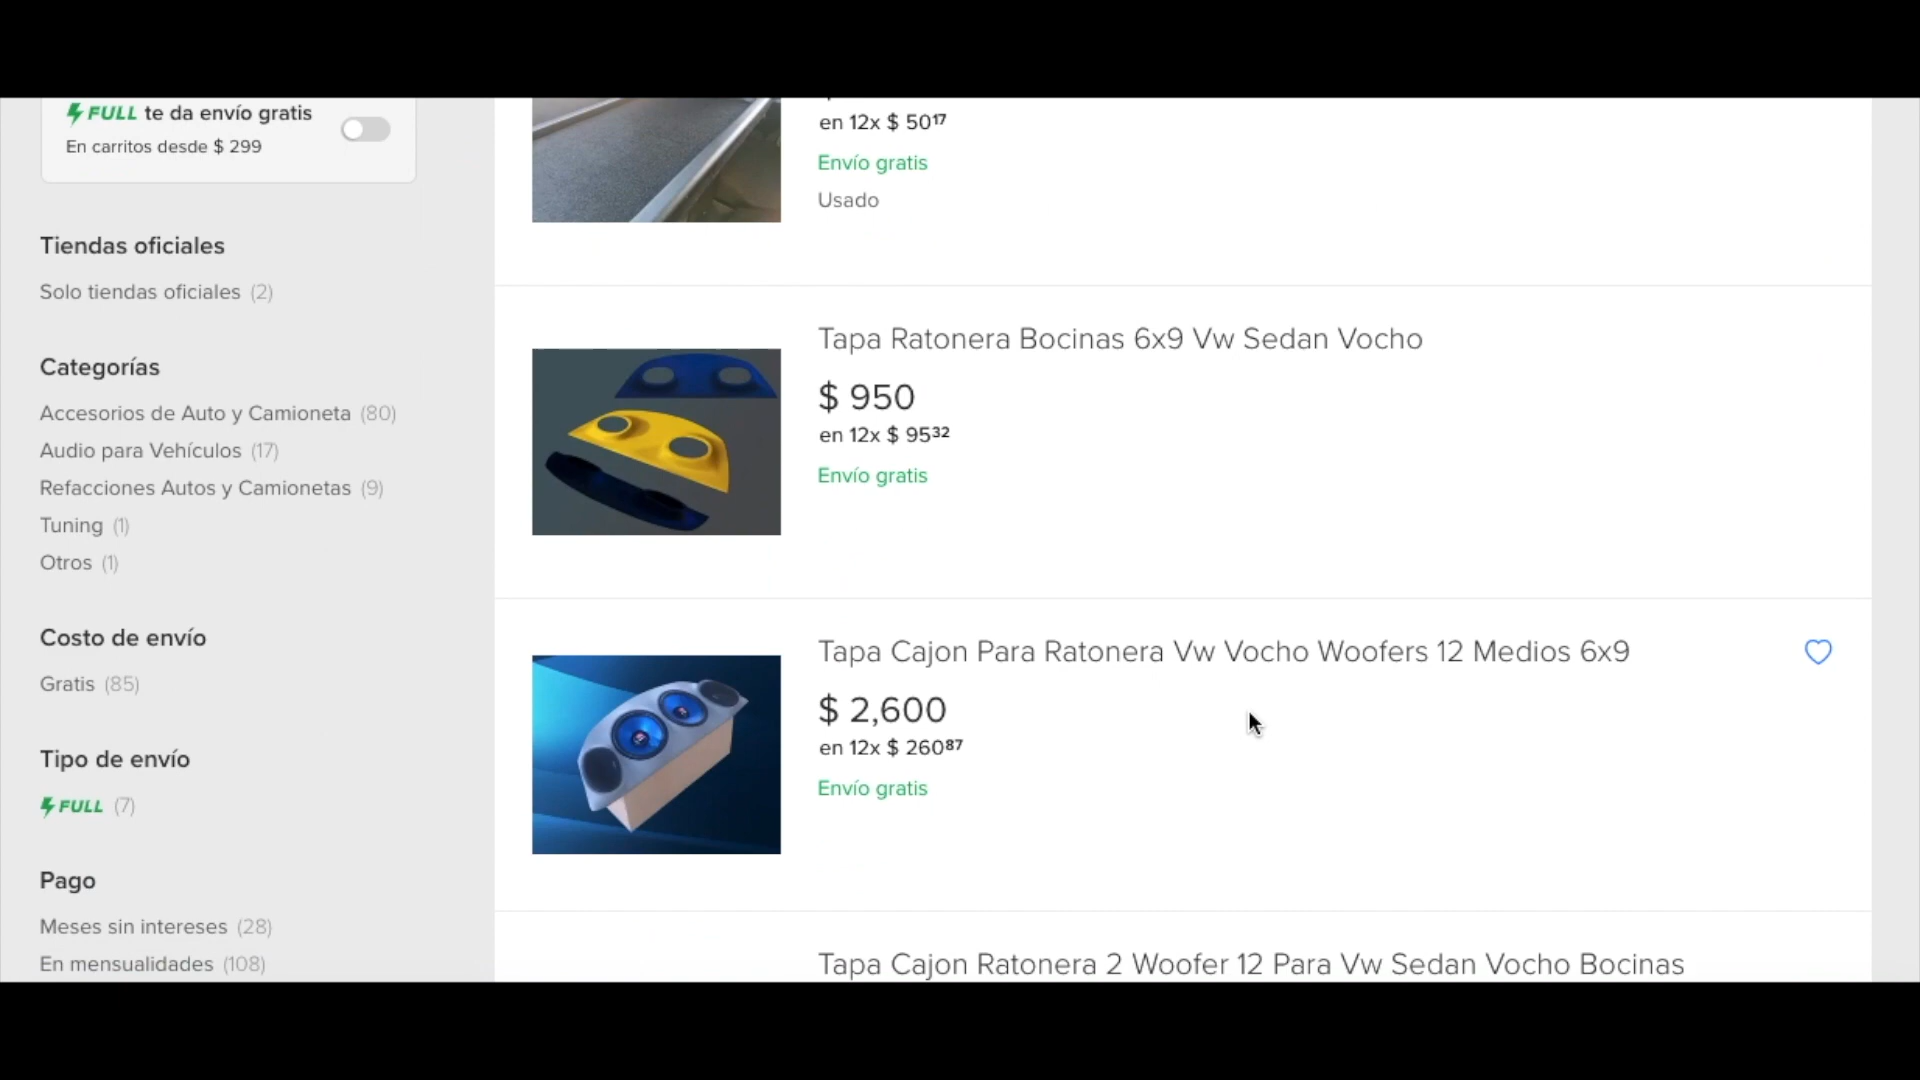 FULL te da envío gratis
En carritos desde $ 299
Tiendas oficiales
Solo tiendas oficiales (2)
Categorías
Accesorios de Auto y Camioneta (80)
Audio para Vehículos (17)
Refacciones Autos y Camionetas (9)
Tuning (1)
Otros (1)
Costo de envío
Gratis (85)
Tipo de envío
FULL (7)
Pago
Meses sin intereses (28)
En mensualidades (108)
en 12x $ 50¹⁷
Envío gratis
Usado
Tapa Ratonera Bocinas 6x9 Vw Sedan Vocho
$ 950
en 12x $ 95³²
Envío gratis
Tapa Cajon Para Ratonera Vw Vocho Woofers 12 Medios 6x9
$ 2,600
en 12x $ 260⁸⁷
Envío gratis
Tapa Cajon Ratonera 2 Woofer 12 Para Vw Sedan Vocho Bocinas